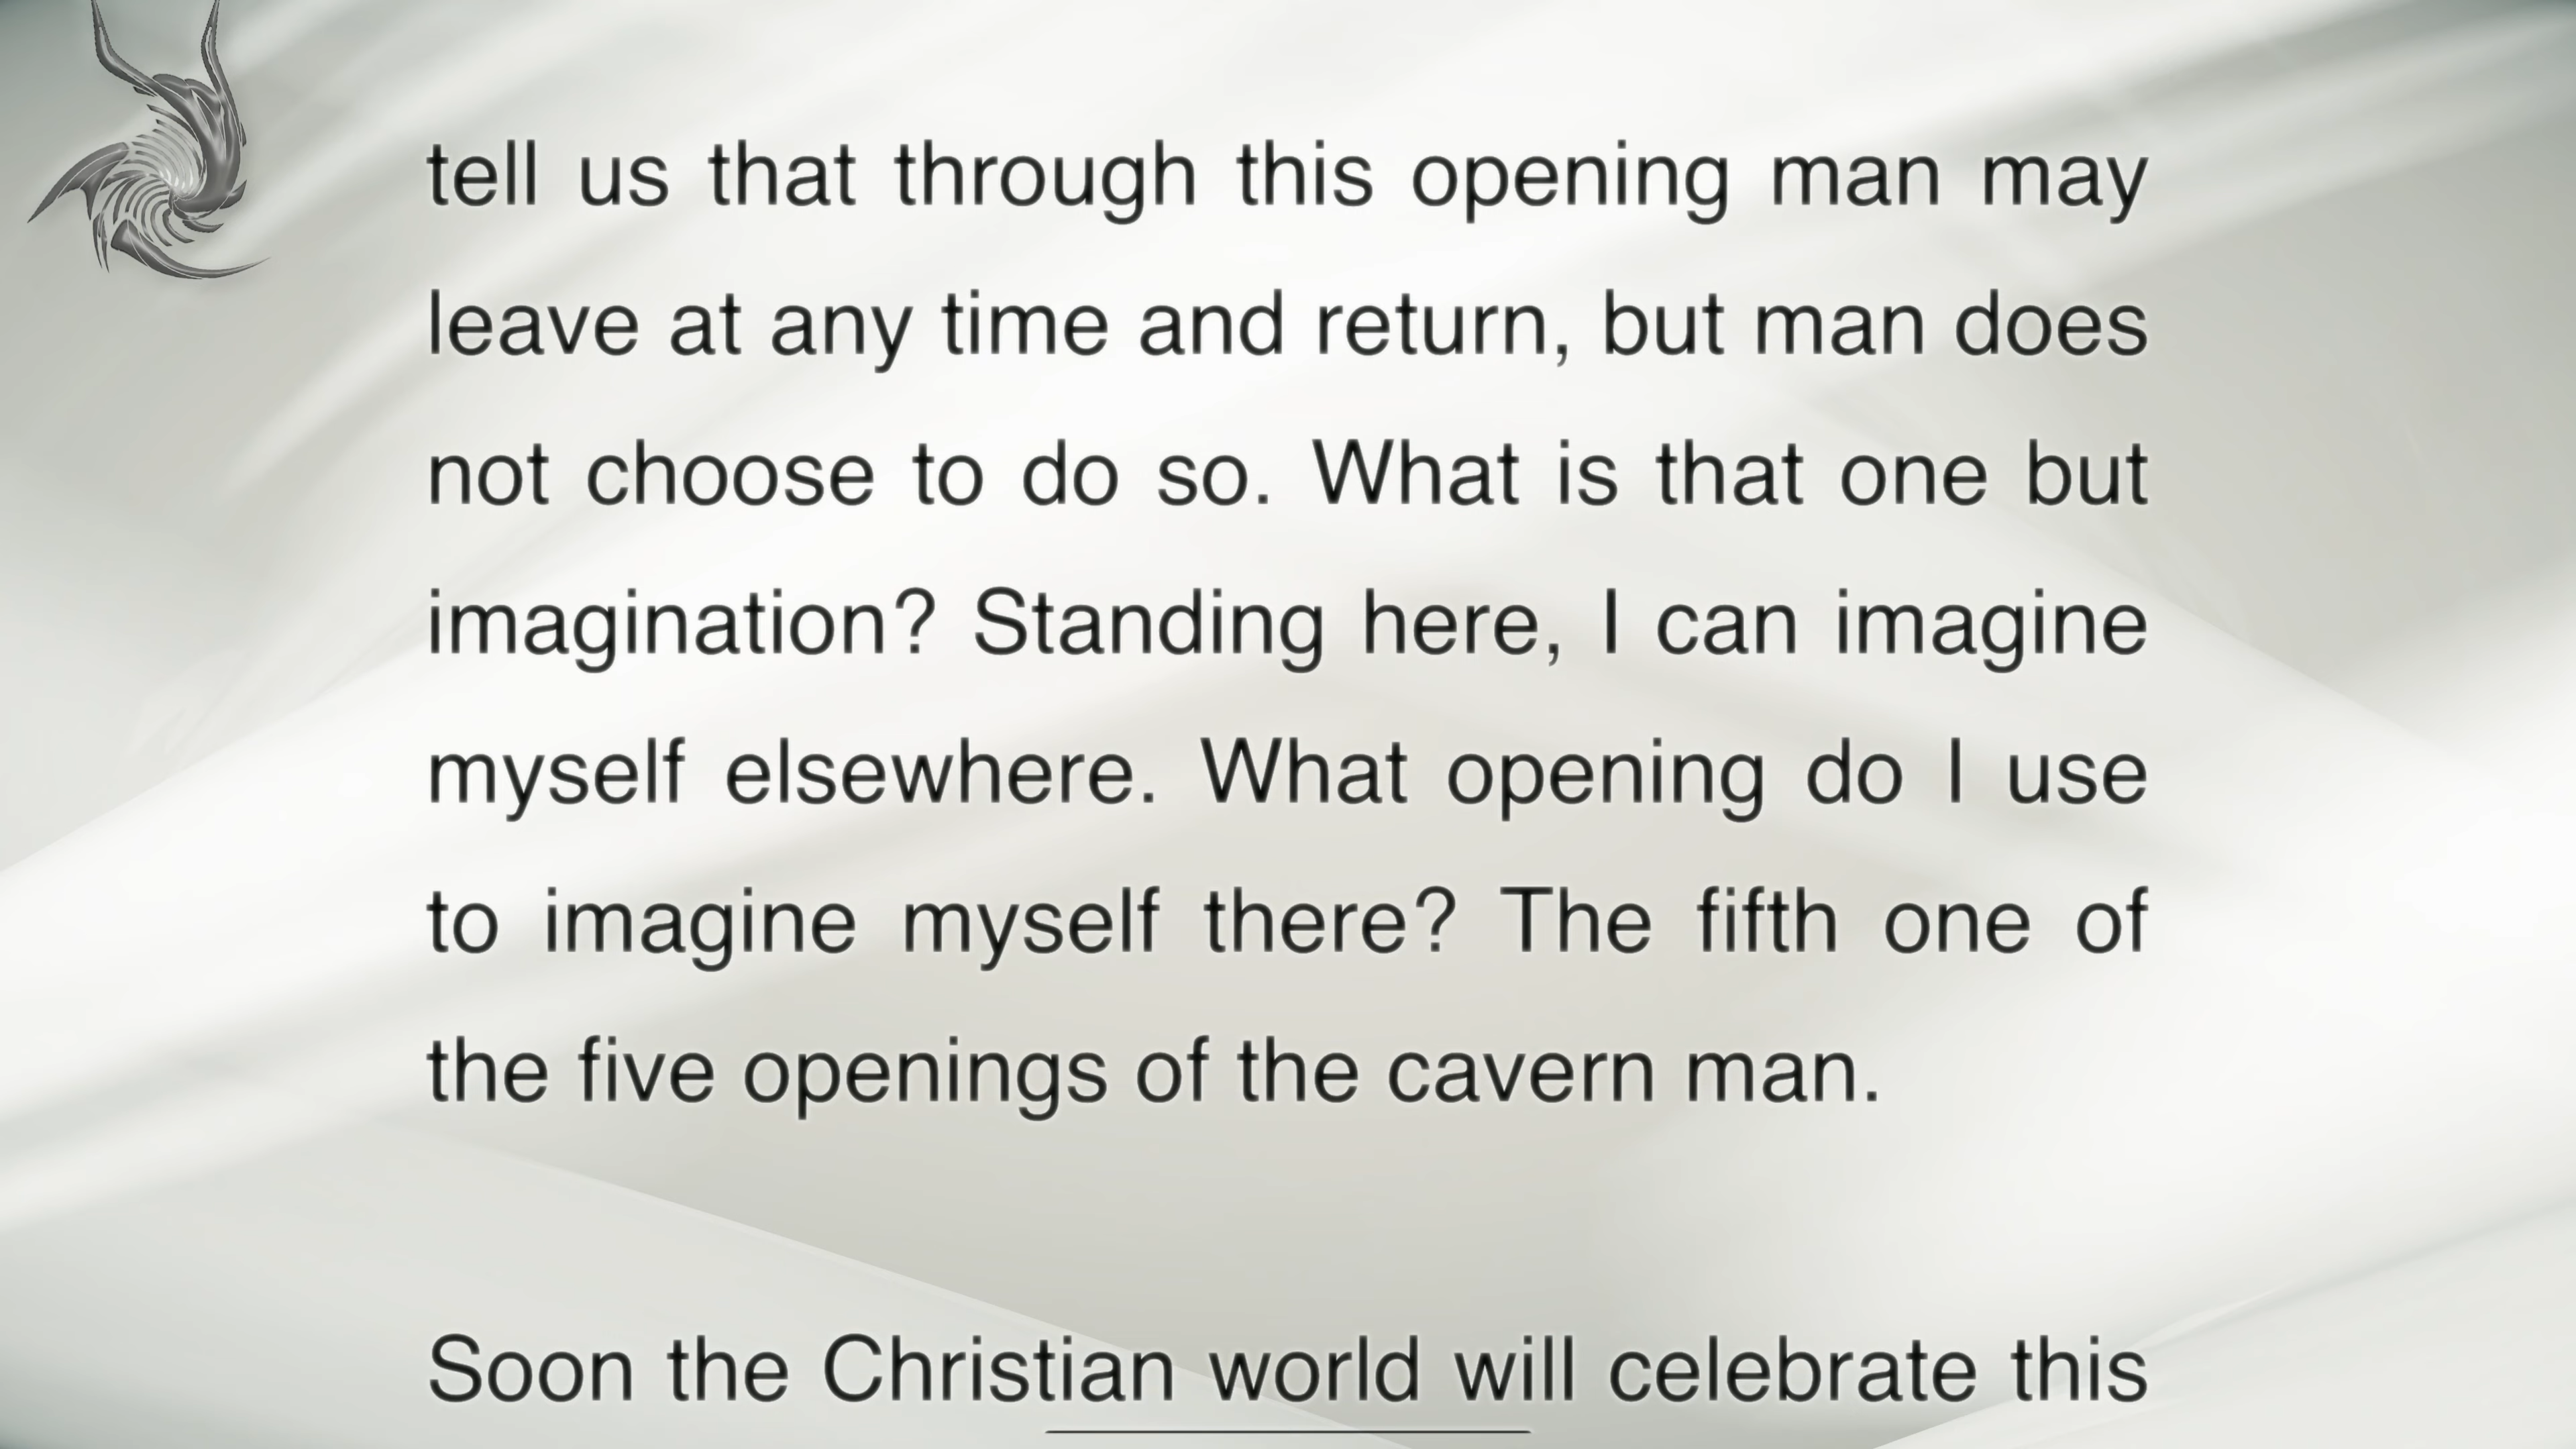 tell us that through this opening man may
leave at any time and return, but man does
not choose to do so. What is that one but
imagination? Standing here, I can imagine
myself elsewhere. What opening do I use
to imagine myself there? The fifth one of
the five openings of the cavern man.
Soon the Christian world will celebrate this